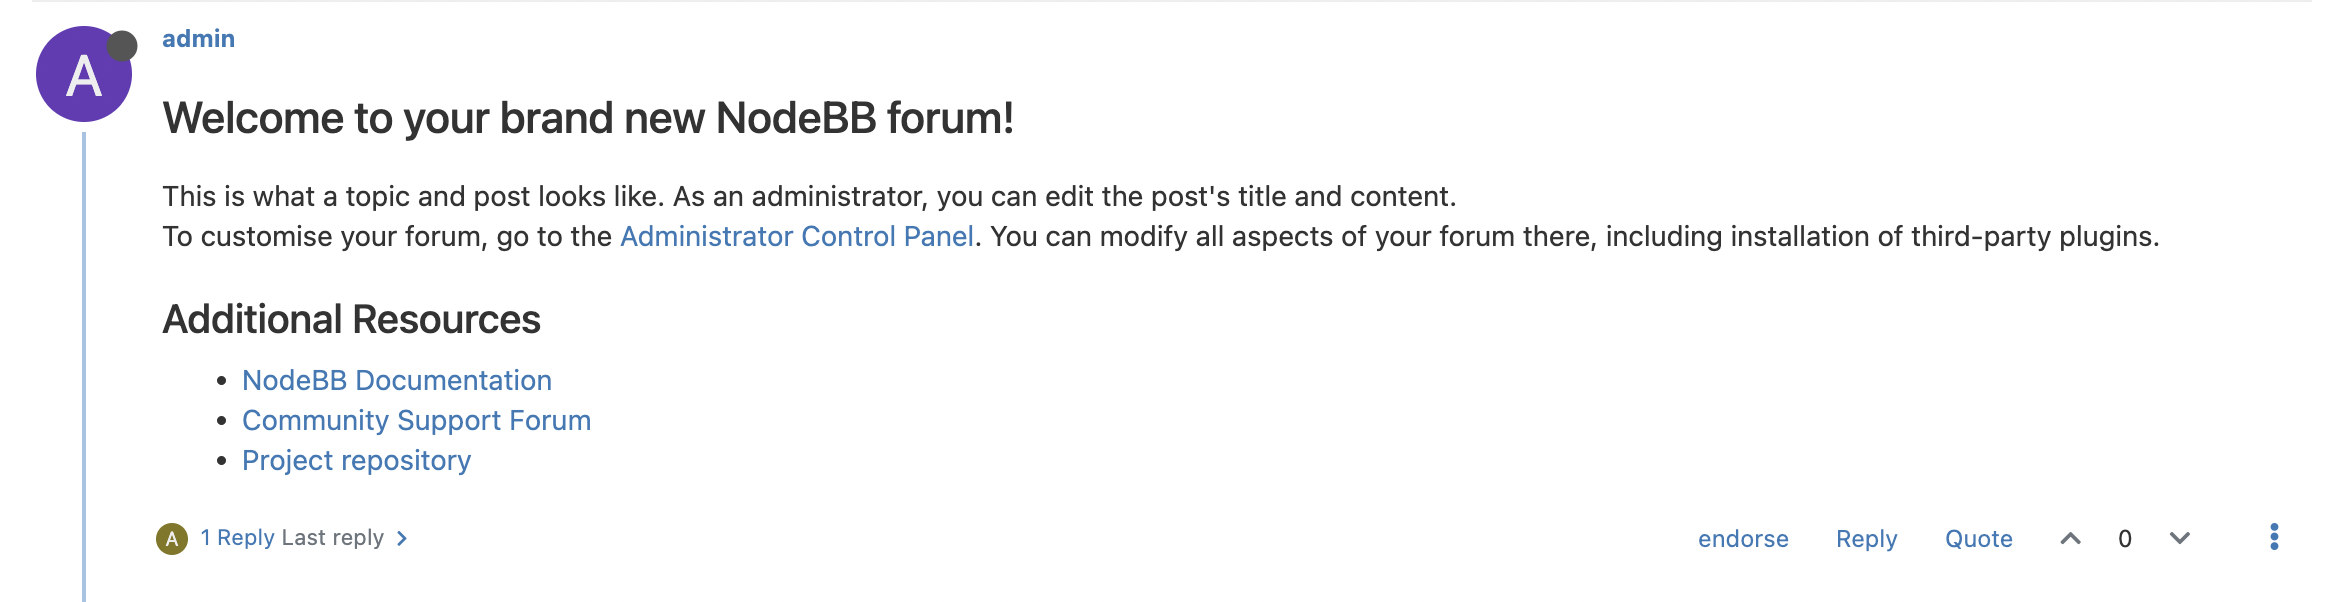 A
admin
Welcome to your brand new NodeBB forum!
This is what a topic and post looks like. As an administrator, you can edit the post's title and content.
To customise your forum, go to the Administrator Control Panel. You can modify all aspects of your forum there, including installation of third-party plugins.
Additional Resources
• NodeBB Documentation
• Community Support Forum
• Project repository
A 1 Reply Last reply endorse Reply Quote 0